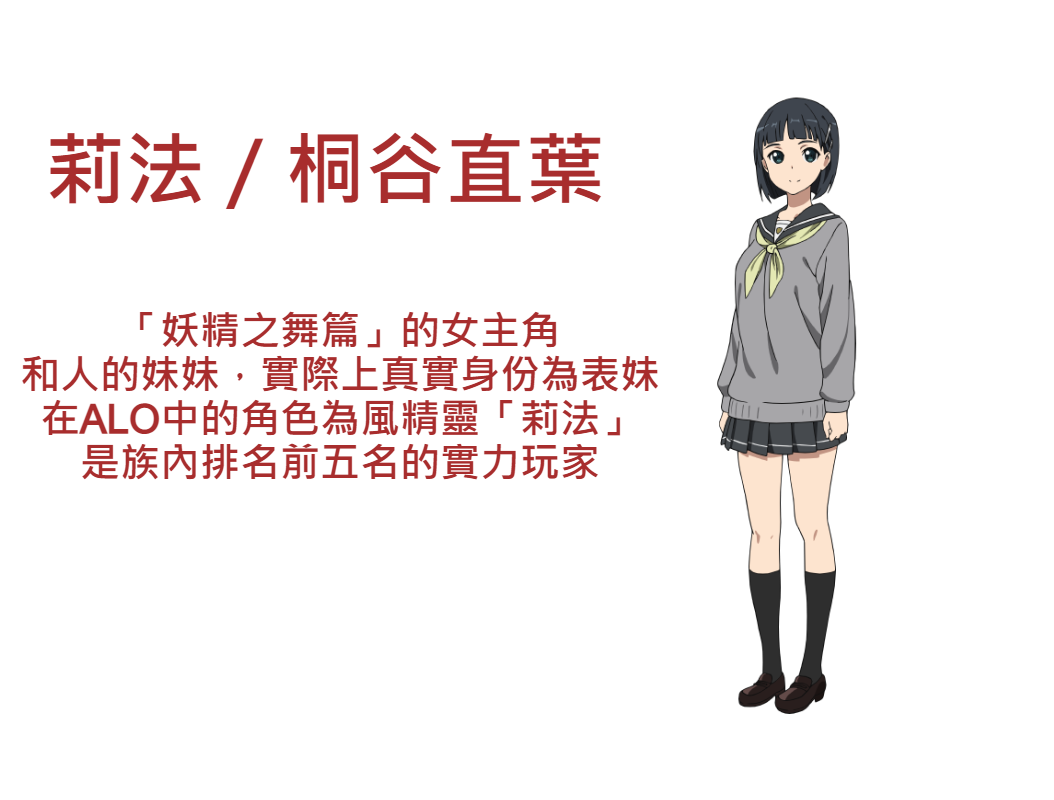 莉法 / 桐谷直葉
「妖精之舞篇」的女主角
和人的妹妹，實際上真實身份為表妹
在ALO中的角色為風精靈「莉法」
是族內排名前五名的實力玩家